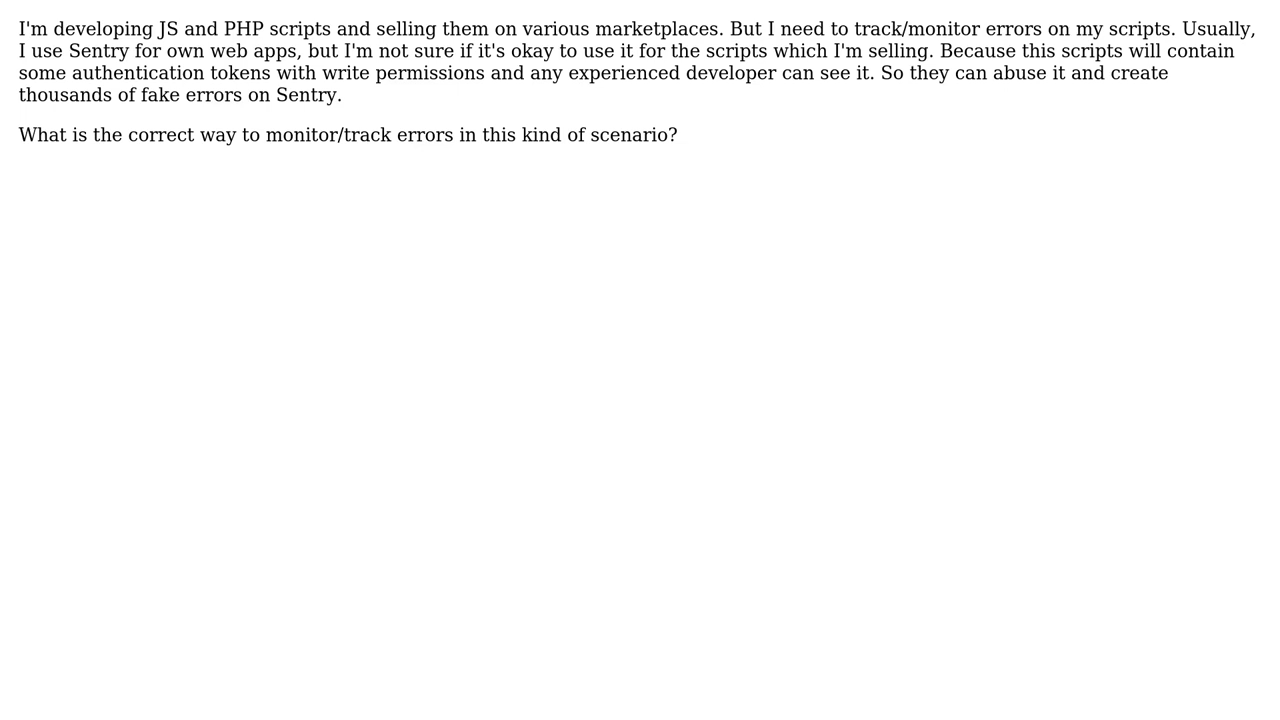 I'm developing JS and PHP scripts and selling them on various marketplaces. But I need to track/monitor errors on my scripts. Usually,
I use Sentry for own web apps, but I'm not sure if it's okay to use it for the scripts which I'm selling. Because this scripts will contain
some authentication tokens with write permissions and any experienced developer can see it. So they can abuse it and create
thousands of fake errors on Sentry.
What is the correct way to monitor/track errors in this kind of scenario?